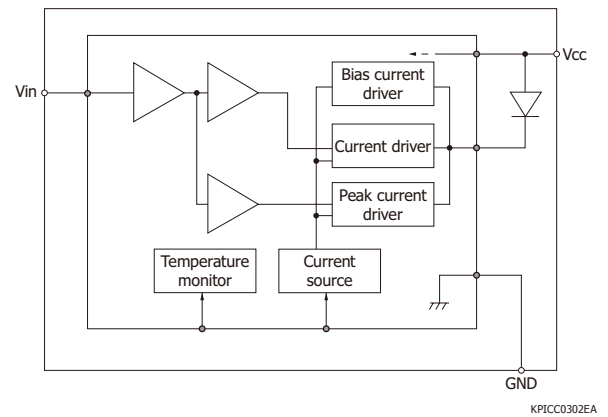 Vcc
Bias current
driver
Vin
Current driver
Peak current
driver
Temperature
monitor
Current
source
GND
KPICC0302EA